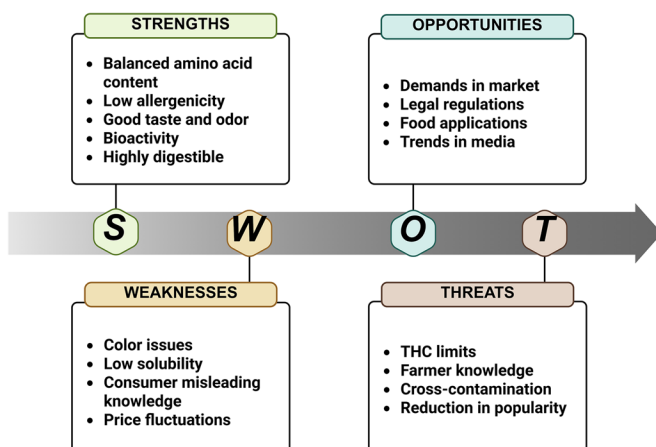 STRENGTHS
• Balanced amino acid
content
• Low allergenicity
• Good taste and odor
• Bioactivity
• Highly digestible
OPPORTUNITIES
• Demands in market
• Legal regulations
• Food applications
• Trends in media
S W O T
WEAKNESSES
• Color issues
• Low solubility
• Consumer misleading
knowledge
• Price fluctuations
THREATS
• THC limits
• Farmer knowledge
• Cross-contamination
• Reduction in popularity